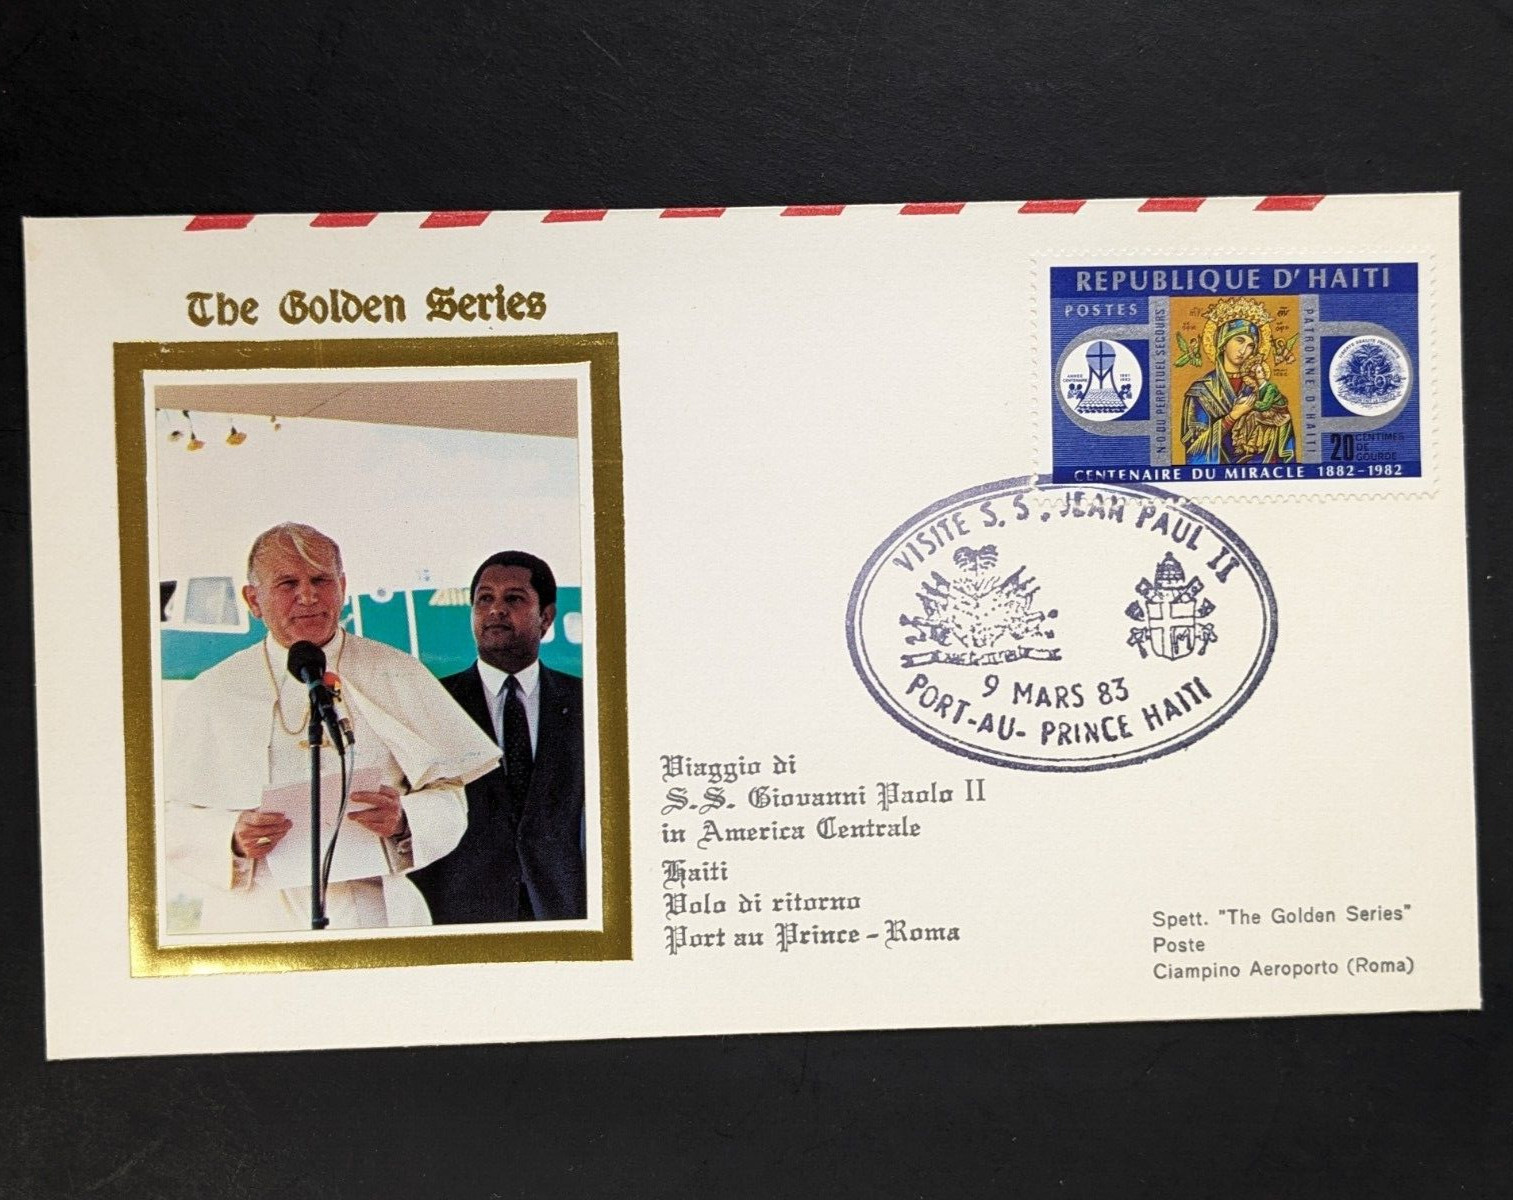 The Golden Series
REPUBLIQUE D'HAITI
POSTES
N.D. DU PERPETUEL SECOURS
PATRONNE D'HAITI
ANNÉE CENTENAIRE
20 CENTIMES
DE
GOURDE
CENTENAIRE DU MIRACLE 1882-1982
VISITE S.S. JEAN PAUL II
9 MARS 83
PORT-AU-PRINCE HAITI
Viaggio di
S.S. Giovanni Paolo II
in America Centrale
Haiti
Volo di ritorno
Port au Prince-Roma
Spett. "The Golden Series"
Poste
Ciampino Aeroporto (Roma)